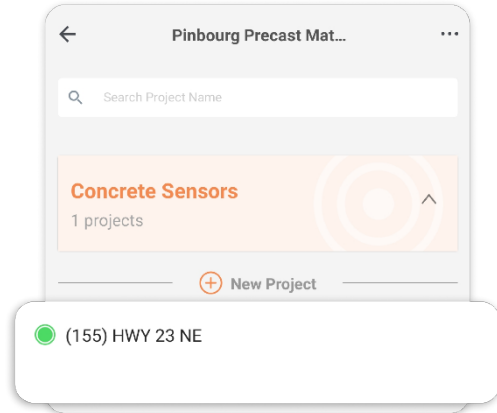 Pinbourg Precast Mat...
Search Project Name
Concrete Sensors
1 projects
New Project
(155) HWY 23 NE